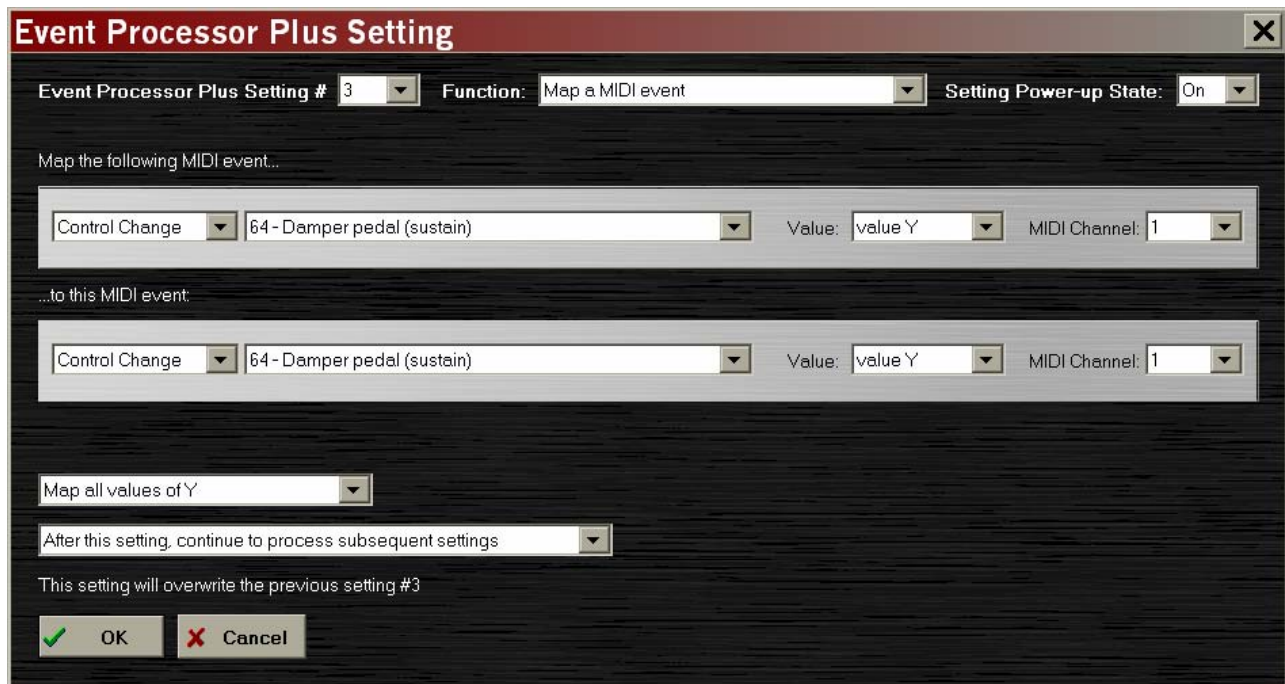 Event Processor Plus Setting
Event Processor Plus Setting # 3 Function: Map a MIDI event Setting Power-up State: On
Map the following MIDI event...
Control Change 64 - Damper pedal (sustain) Value: value Y MIDI Channel: 1
...to this MIDI event:
Control Change 64 - Damper pedal (sustain) Value: value Y MIDI Channel: 1
Map all values of Y
After this setting, continue to process subsequent settings
This setting will overwrite the previous setting #3
OK Cancel